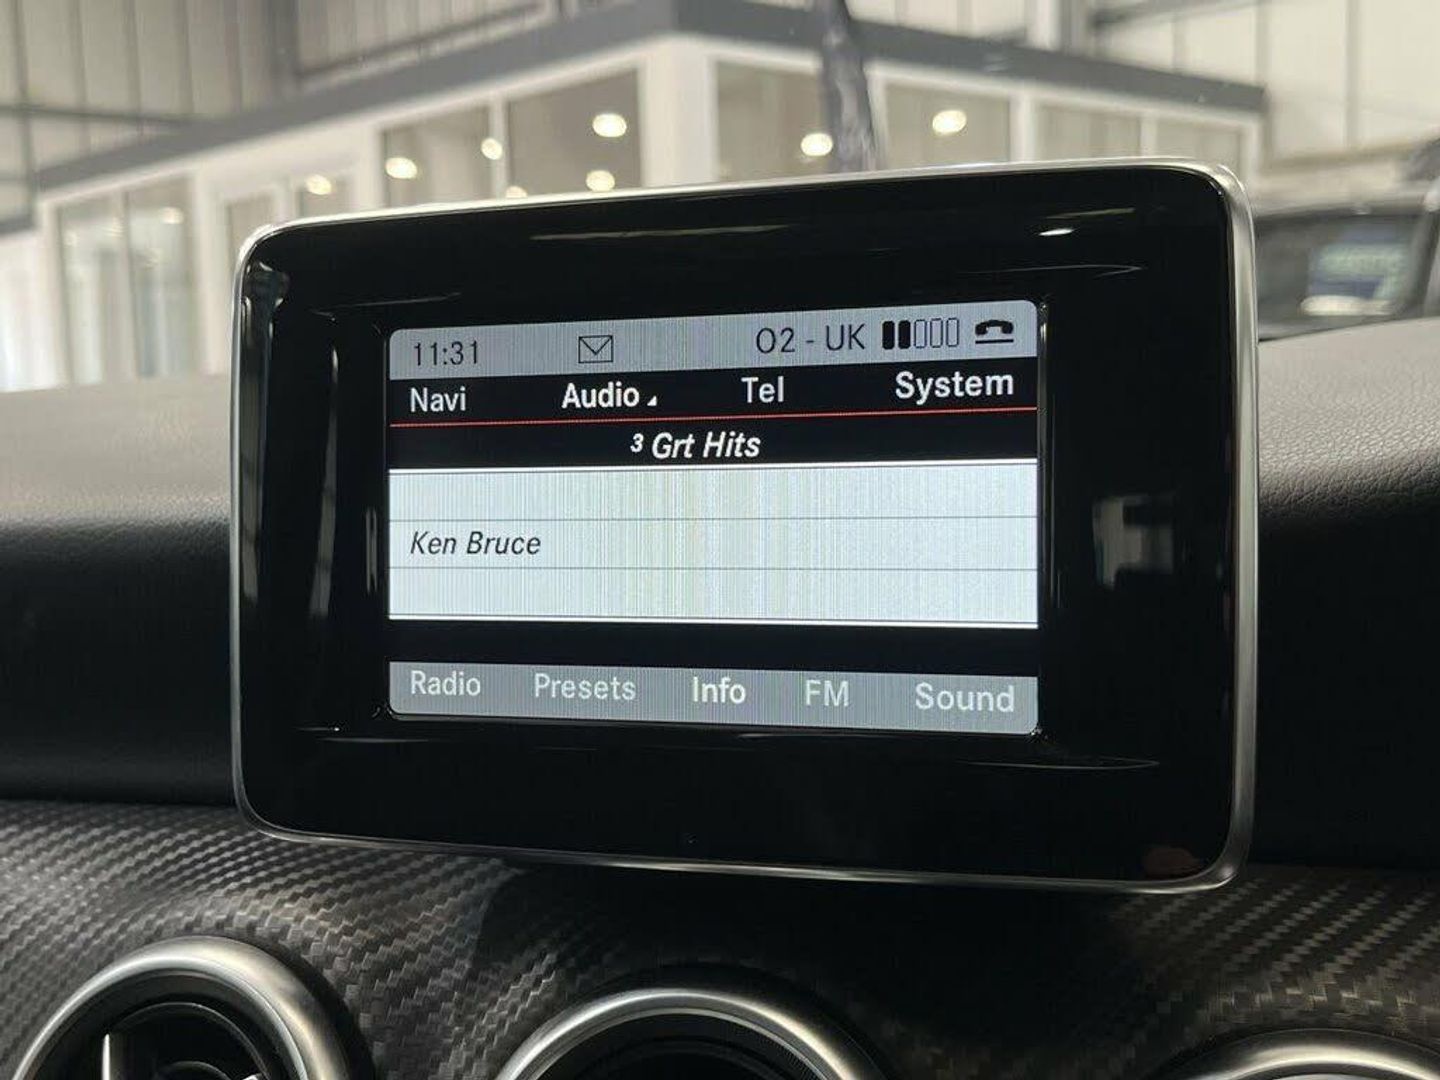 11:31 O2 - UK
Navi Audio Tel System
3 Grt Hits
Ken Bruce
Radio Presets Info FM Sound